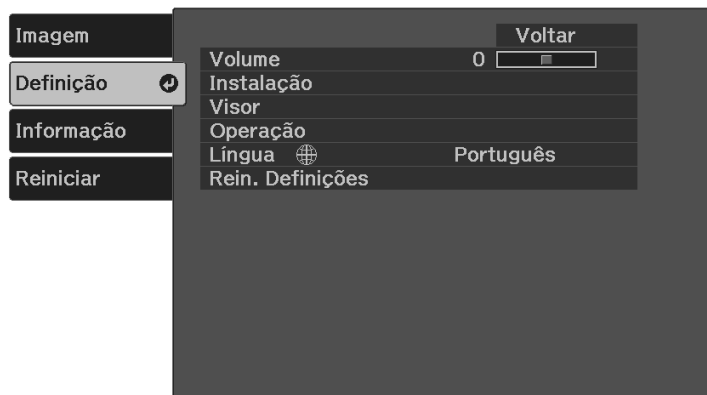 Imagem
Definição
Informação
Reiniciar
Voltar
Volume 0
Instalação
Visor
Operação
Língua Português
Rein. Definições